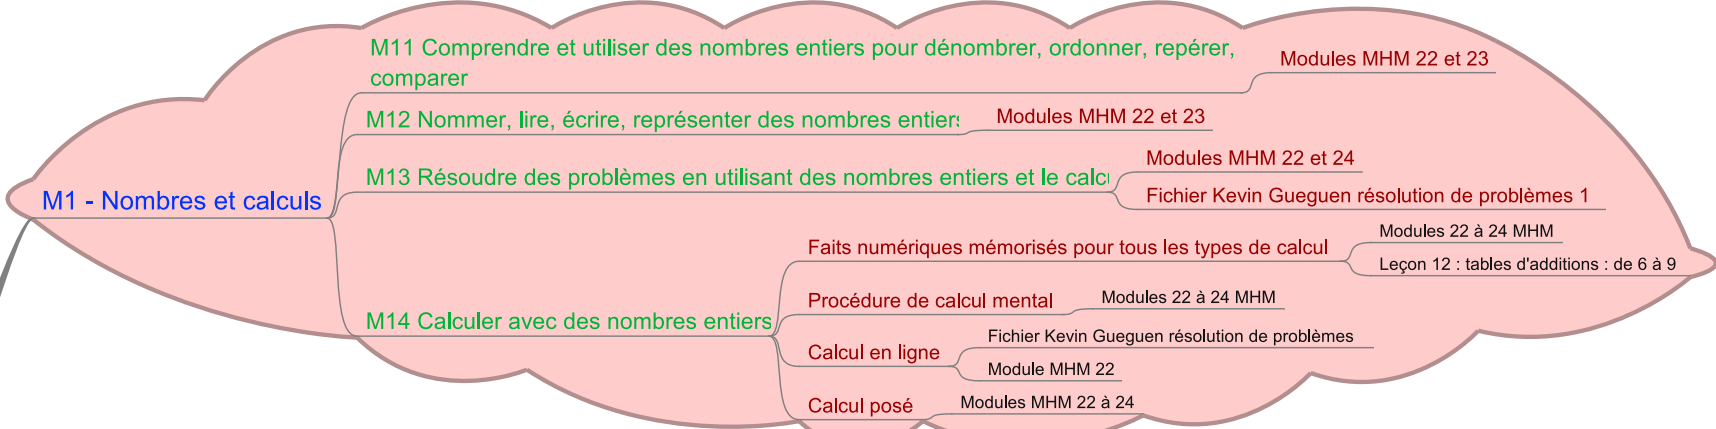 M11 Comprendre et utiliser des nombres entiers pour dénombrer, ordonner, repérer,
comparer
Modules MHM 22 et 23
M12 Nommer, lire, écrire, représenter des nombres entiers
Modules MHM 22 et 23
M13 Résoudre des problèmes en utilisant des nombres entiers et le
Modules MHM 22 et 24
Fichier Kevin Gueguen résolution de problèmes 1
M1 - Nombres et calculs
M14 Calculer avec des nombres entiers
Faits numériques mémorisés pour tous les types de calcul
Modules 22 à 24 MHM
Leçon 12 : tables d'additions : de 6 à 9
Procédure de calcul mental
Modules 22 à 24 MHM
Calcul en ligne
Fichier Kevin Gueguen résolution de problèmes
Module MHM 22
Calcul posé
Modules MHM 22 à 24